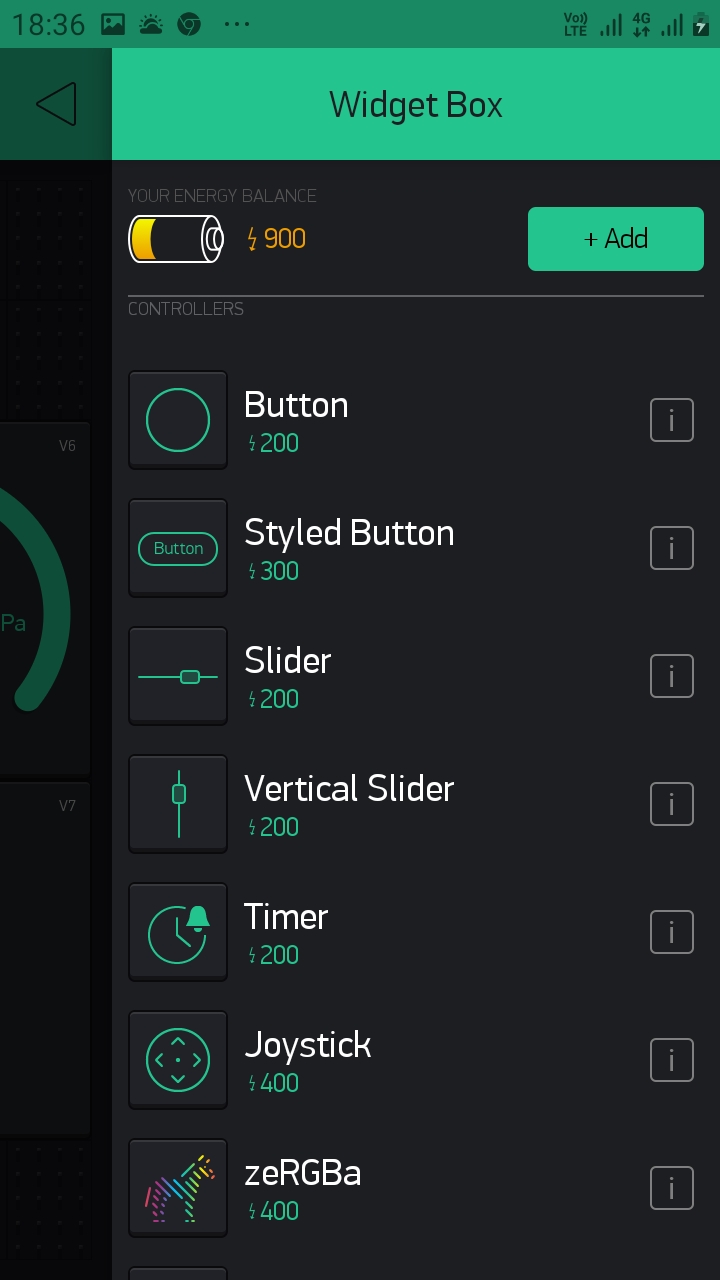 18:36
Vo)) LTE
4G
Widget Box
YOUR ENERGY BALANCE
900
+ Add
CONTROLLERS
Button
200
i
Button
Styled Button
300
i
Slider
200
i
Vertical Slider
200
i
Timer
200
i
Joystick
400
i
zeRGBa
400
i
V6
Pa
V7